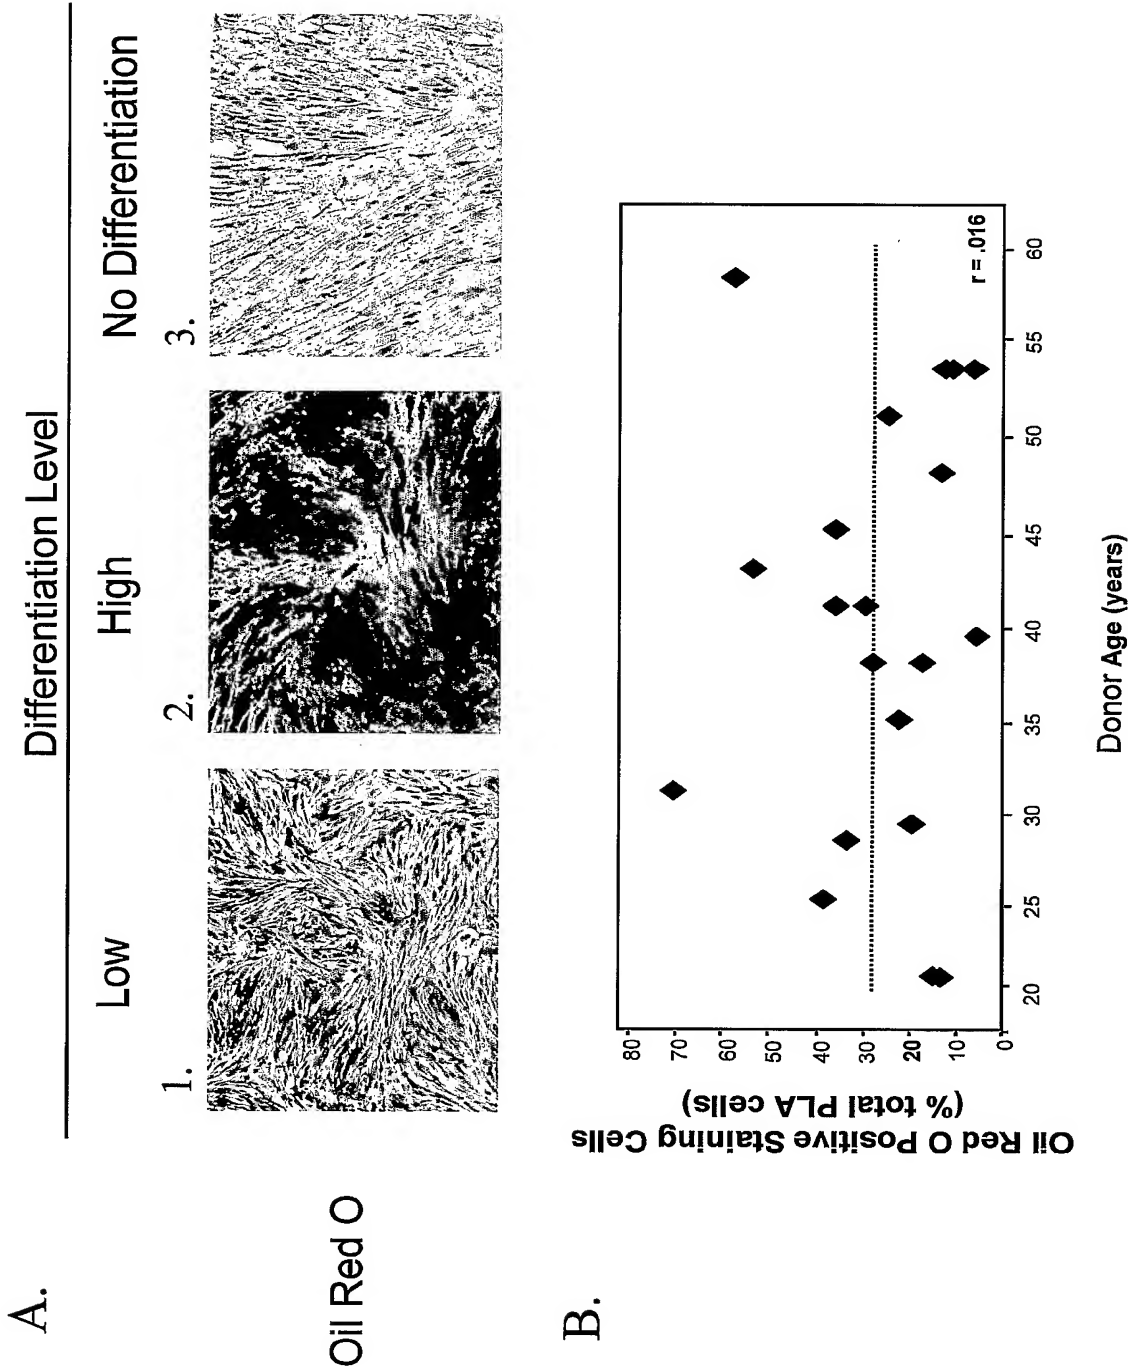 A.
Differentiation Level
Low High No Differentiation
1. 2. 3.
Oil Red O
B.
Oil Red O Positive Staining Cells
(% total PLA cells)
80
70
60
50
40
30
20
10
0
r = .016
20 25 30 35 40 45 50 55 60
Donor Age (years)